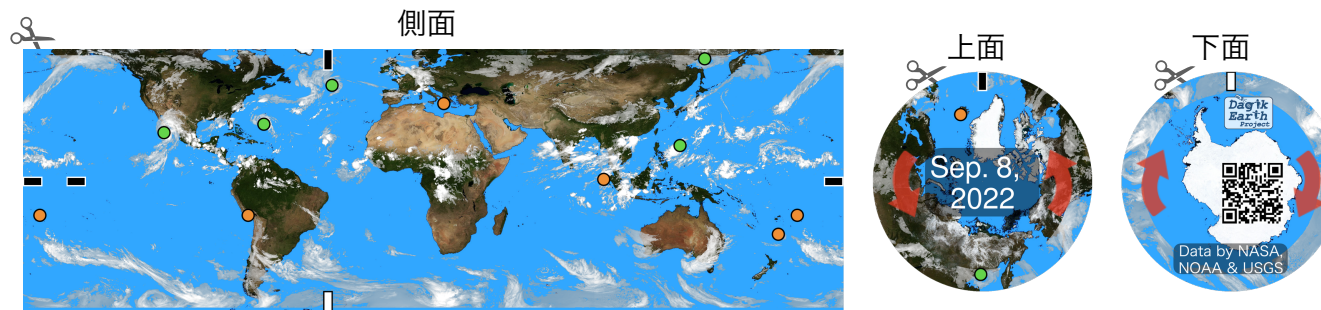 側面
上面
下面
Sep. 8,
2022
Dagik
Earth
Project
Data by NASA,
NOAA & USGS